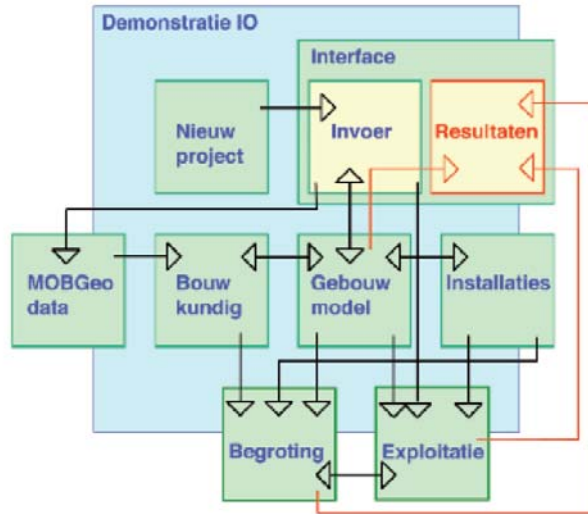 Demonstratie IO
Interface
Nieuw
project
Invoer
Resultaten
MOBGeo
data
Bouw
kundig
Gebouw
model
Installaties
Begroting
Exploitatie